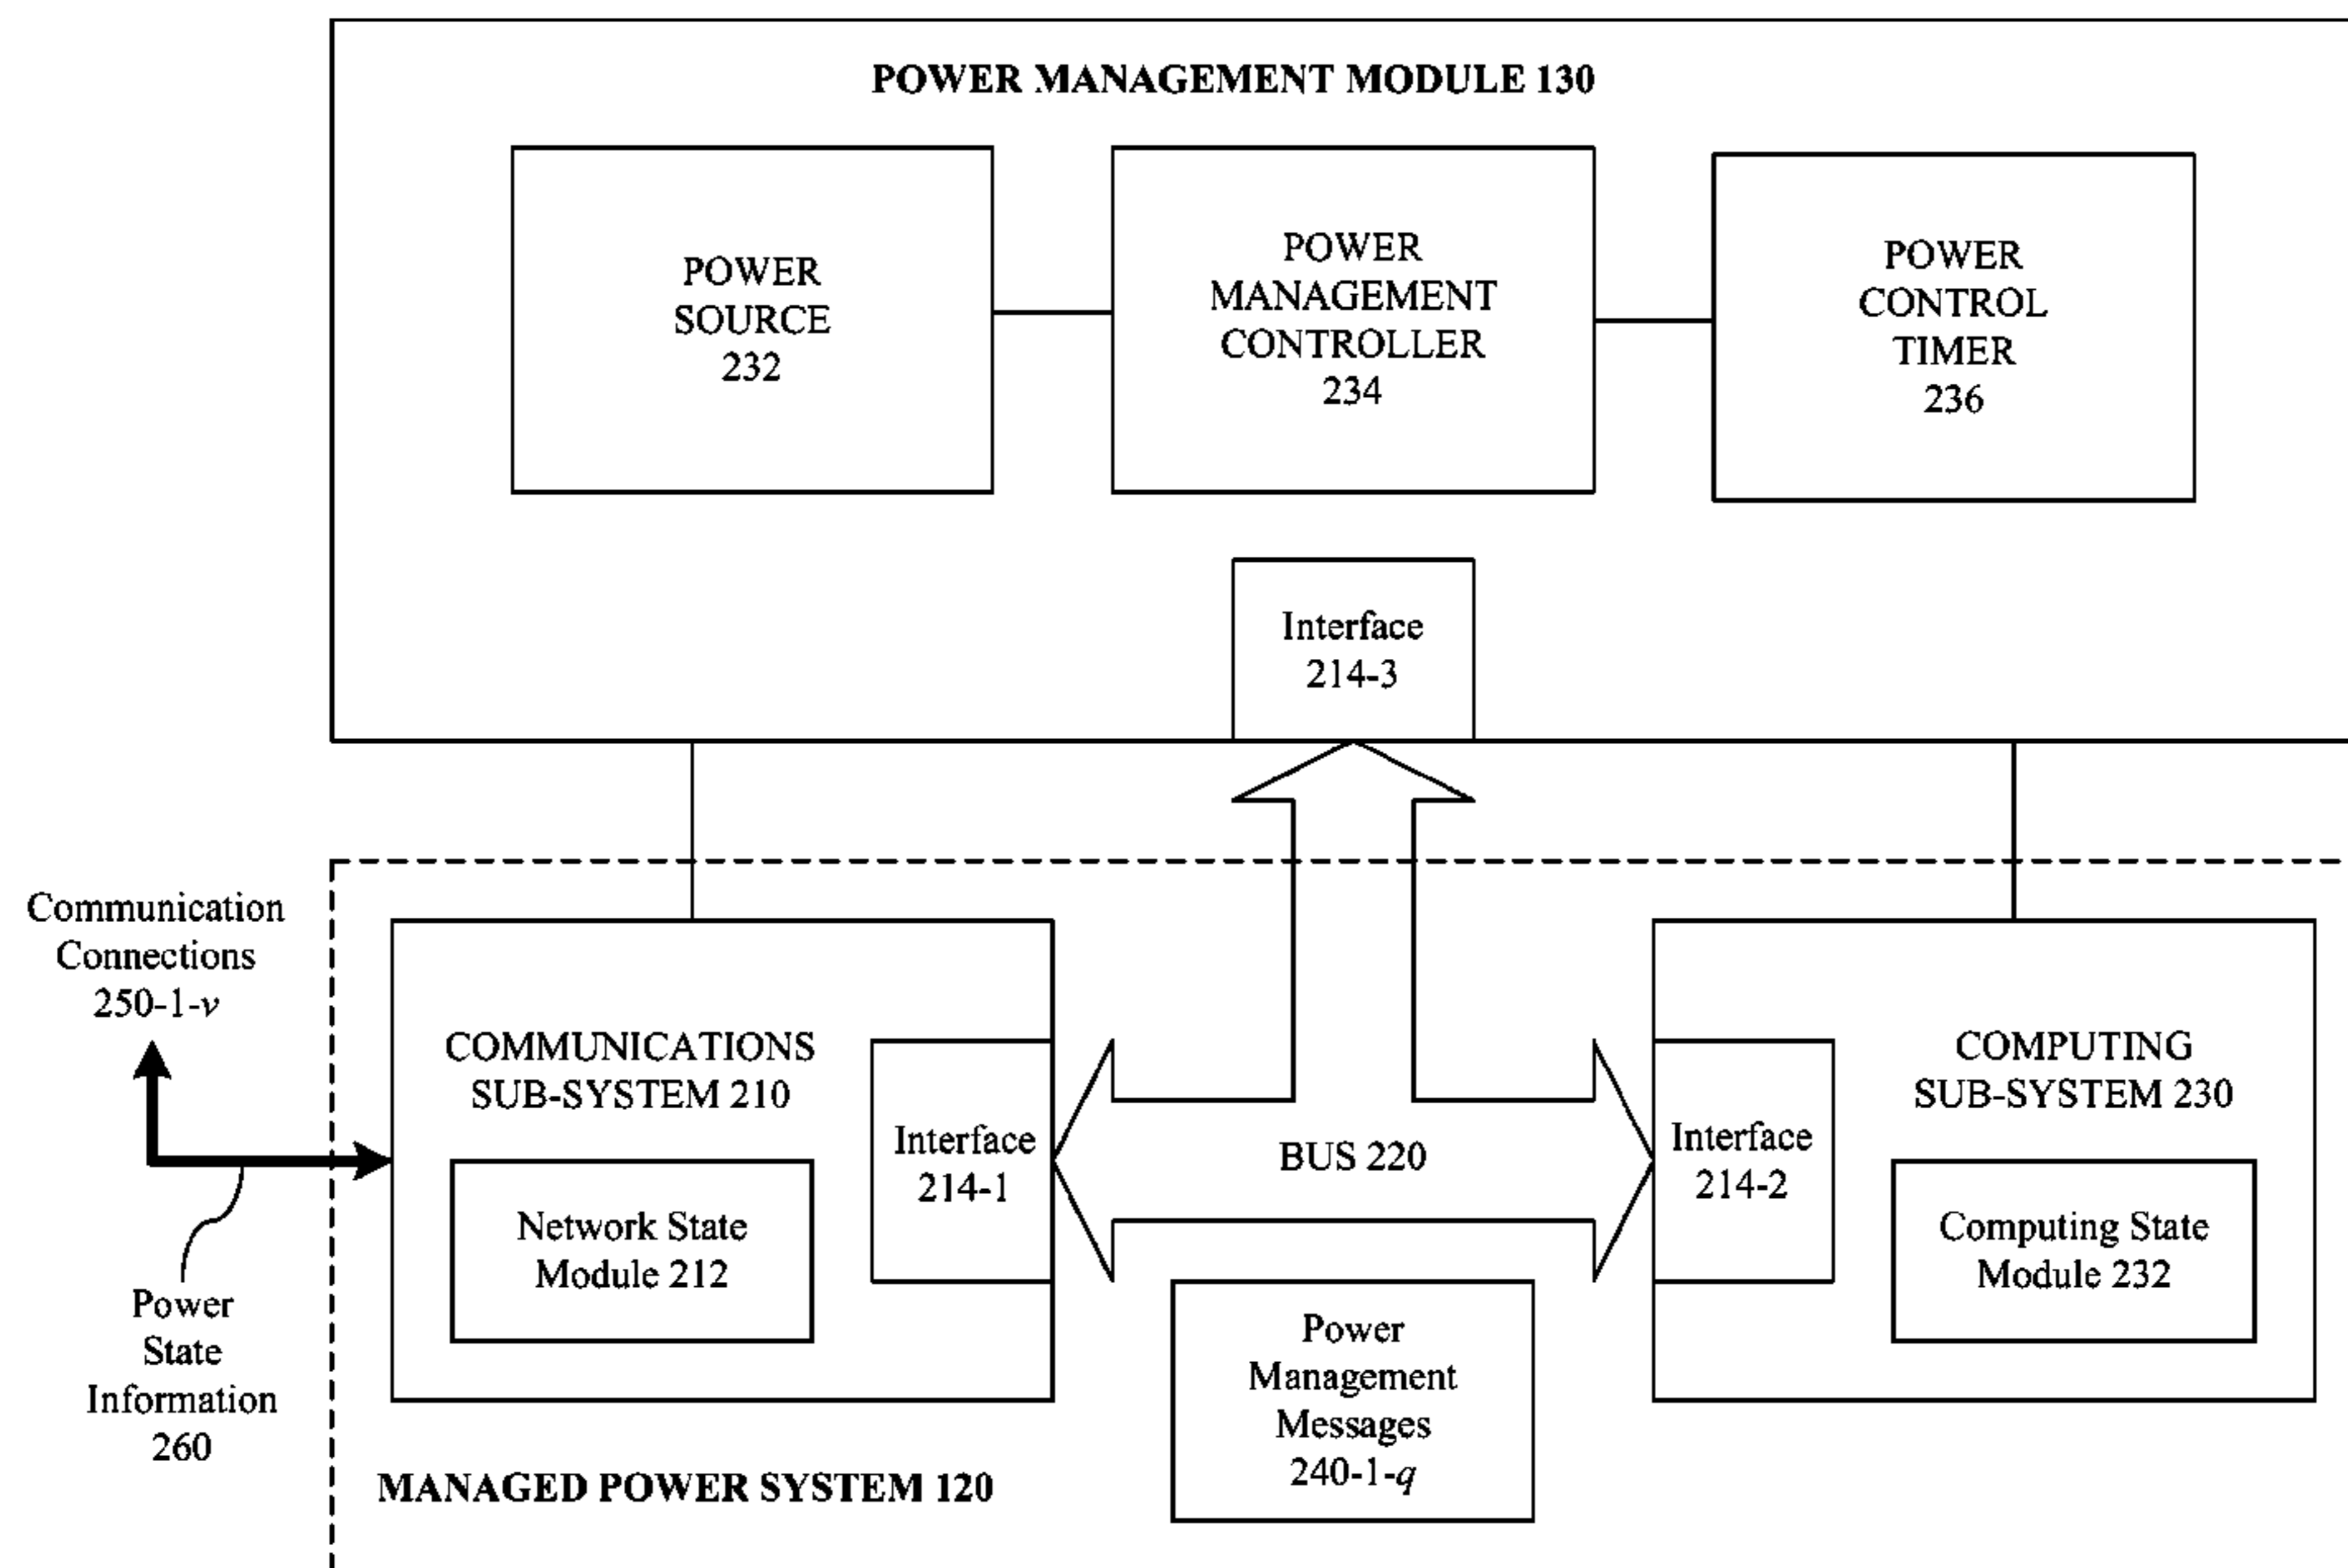 POWER MANAGEMENT MODULE 130
POWER
SOURCE
232
POWER
MANAGEMENT
CONTROLLER
234
POWER
CONTROL
TIMER
236
Interface
214-3
Communication
Connections
250-1-v
COMMUNICATIONS
SUB-SYSTEM 210
Interface
214-1
Network State
Module 212
BUS 220
Interface
214-2
COMPUTING
SUB-SYSTEM 230
Computing State
Module 232
Power
State
Information
260
Power
Management
Messages
240-1-q
MANAGED POWER SYSTEM 120